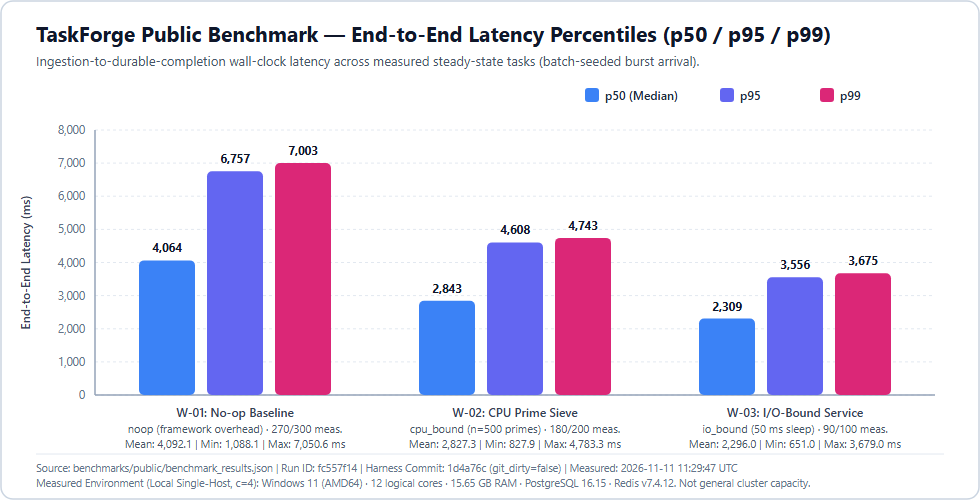 TaskForge Public Benchmark — End-to-End Latency Percentiles (p50 / p95 / p99)
Ingestion-to-durable-completion wall-clock latency across measured steady-state tasks (batch-seeded burst arrival).
p50 (Median) p95 p99
End-to-End Latency (ms)
8,000
7,000
6,000
5,000
4,000
3,000
2,000
1,000
0
4,064 6,757 7,003
2,843 4,608 4,743
2,309 3,556 3,675
W-01: No-op Baseline
noop (framework overhead) · 270/300 meas.
Mean: 4,092.1 | Min: 1,088.1 | Max: 7,050.6 ms
W-02: CPU Prime Sieve
cpu_bound (n=500 primes) · 180/200 meas.
Mean: 2,827.3 | Min: 827.9 | Max: 4,783.3 ms
W-03: I/O-Bound Service
io_bound (50 ms sleep) · 90/100 meas.
Mean: 2,296.0 | Min: 651.0 | Max: 3,679.0 ms
Source: benchmarks/public/benchmark_results.json | Run ID: fc557f14 | Harness Commit: 1d4a76c (git_dirty=false) | Measured: 2026-11-11 11:29:47 UTC
Measured Environment (Local Single-Host, c=4): Windows 11 (AMD64) · 12 logical cores · 15.65 GB RAM · PostgreSQL 16.15 · Redis v7.4.12. Not general cluster capacity.